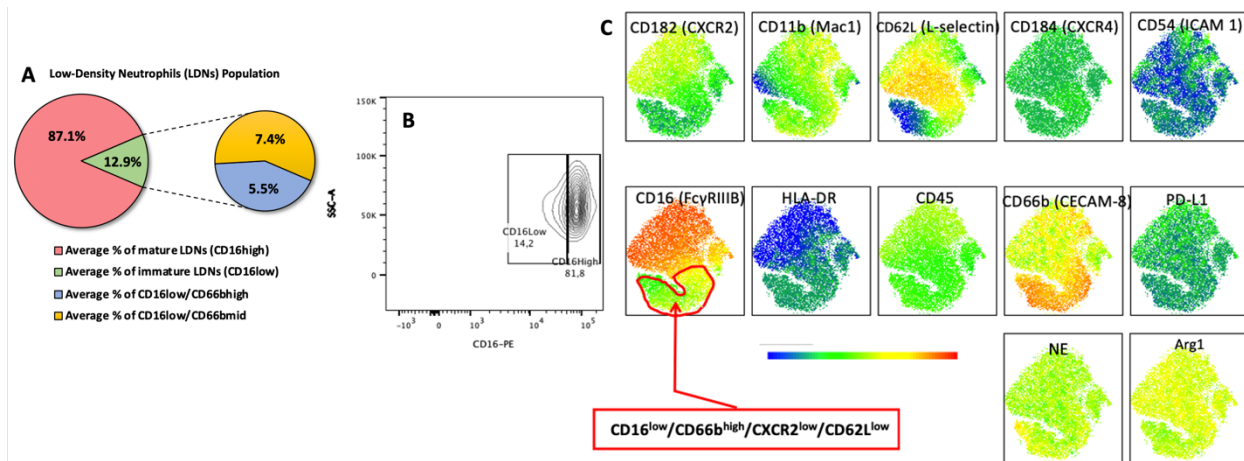 A
Low-Density Neutrophils (LDNs) Population
87.1%
12.9%
7.4%
5.5%
Average % of mature LDNs (CD16high)
Average % of immature LDNs (CD16low)
Average % of CD16low/CD66bhigh
Average % of CD16low/CD66bmid
B
150K
100K
50K
0
SSC-A
CD16Low
14,2
CD16High
81,8
-10³ 0 10³ 10⁴ 10⁵
CD16-PE
C
CD182 (CXCR2)
CD11b (Mac1)
CD62L (L-selectin)
CD184 (CXCR4)
CD54 (ICAM 1)
CD16 (FcγRIIIB)
HLA-DR
CD45
CD66b (CECAM-8)
PD-L1
NE
Arg1
CD16ˡᵒʷ/CD66bʰⁱᵍʰ/CXCR2ˡᵒʷ/CD62Lˡᵒʷ